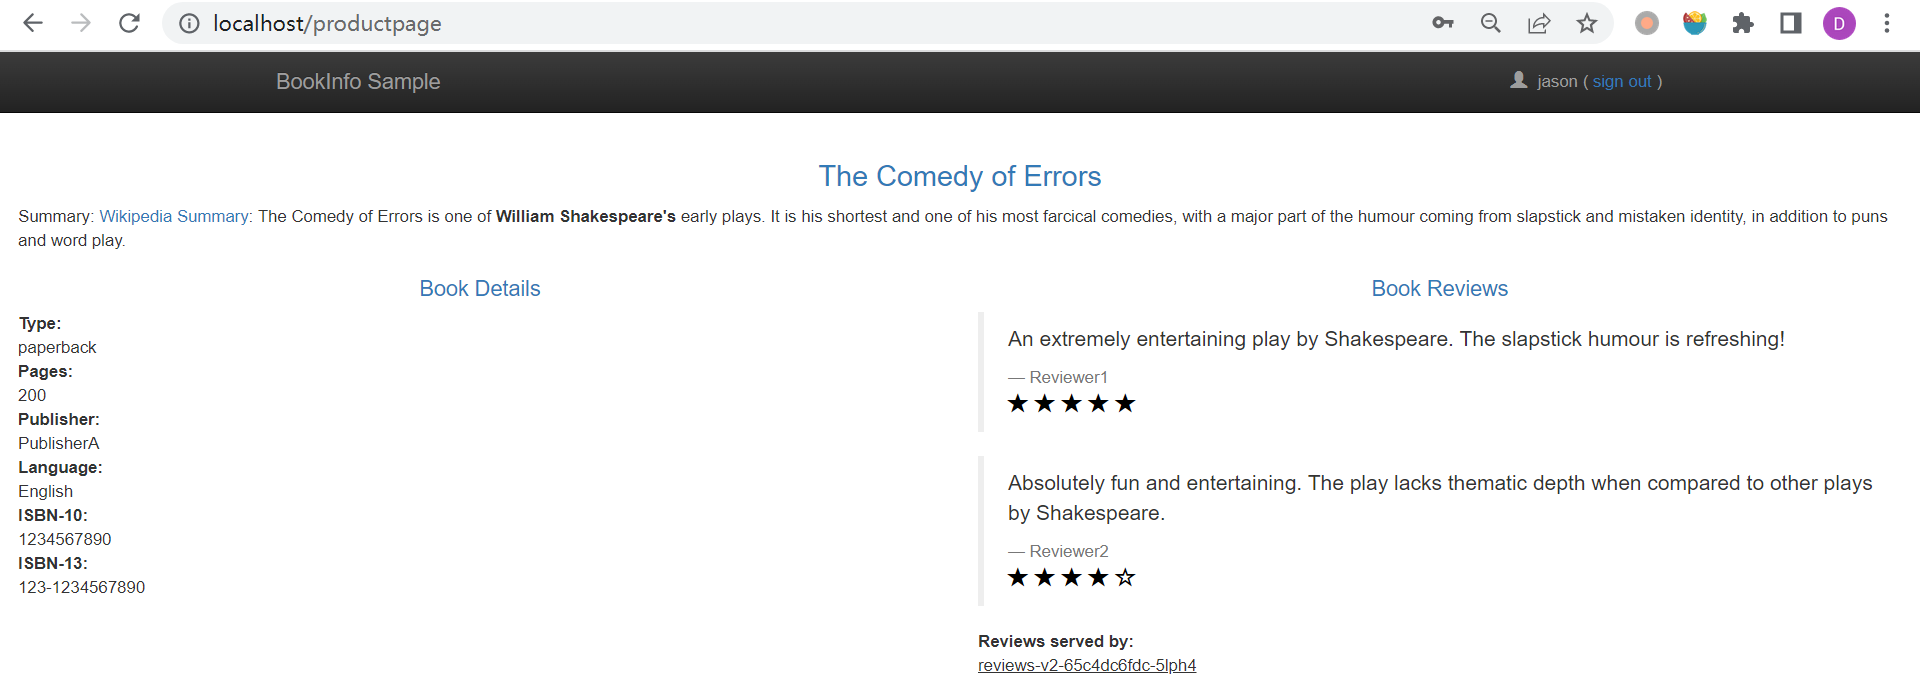 localhost/productpage
D
BookInfo Sample
jason ( sign out )
The Comedy of Errors
Summary: Wikipedia Summary: The Comedy of Errors is one of William Shakespeare's early plays. It is his shortest and one of his most farcical comedies, with a major part of the humour coming from slapstick and mistaken identity, in addition to puns
and word play.
Book Details
Type:
paperback
Pages:
200
Publisher:
PublisherA
Language:
English
ISBN-10:
1234567890
ISBN-13:
123-1234567890
Book Reviews
An extremely entertaining play by Shakespeare. The slapstick humour is refreshing!
— Reviewer1
★ ★ ★ ★ ★
Absolutely fun and entertaining. The play lacks thematic depth when compared to other plays
by Shakespeare.
— Reviewer2
★ ★ ★ ★ ☆
Reviews served by:
reviews-v2-65c4dc6fdc-5lph4